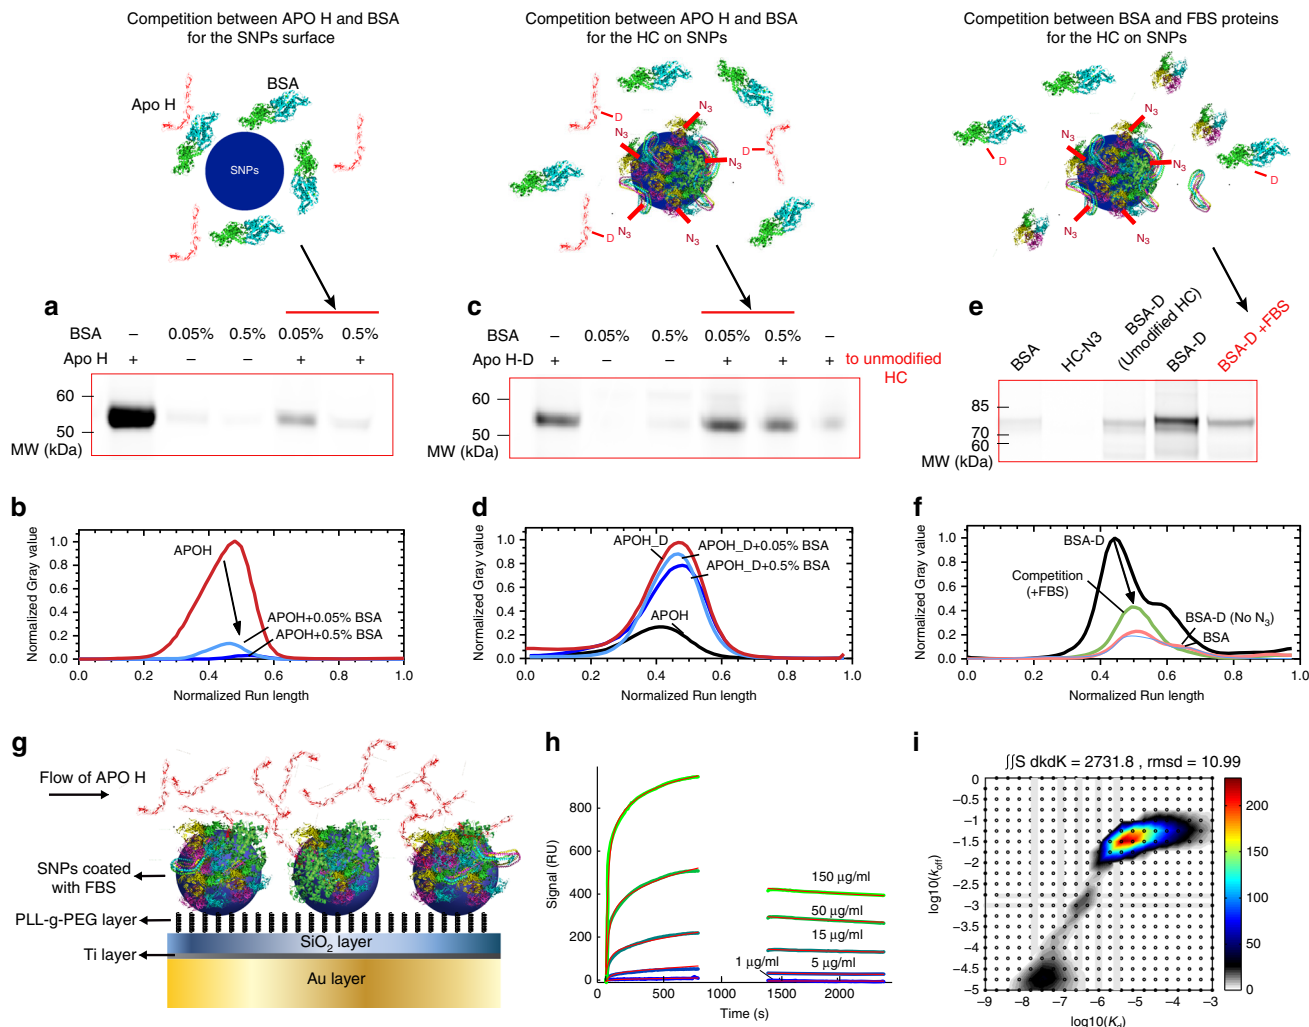 Competition between APO H and BSA
for the SNPs surface
Competition between APO H and BSA
for the HC on SNPs
Competition between BSA and FBS proteins
for the HC on SNPs
Apo H
BSA
SNPs
D
N3
N3
D
N3
D
N3
N3
N3
D
N3
N3
D
N3
a
BSA – 0.05% 0.5% 0.05% 0.5%
Apo H + – – + +
60
50
MW (kDa)
c
BSA – 0.05% 0.5% 0.05% 0.5% –
Apo H-D + – – + + + to unmodified
HC
60
50
MW (kDa)
e
BSA
HC-N3
BSA-D
(Unmodified HC)
BSA-D
BSA-D +FBS
85
70
60
MW (kDa)
b
Normalized Gray value
1.0
0.8
0.6
0.4
0.2
0.0
APOH
APOH+0.05% BSA
APOH+0.5% BSA
0.0 0.2 0.4 0.6 0.8 1.0
Normalized Run length
d
Normalized Gray value
1.0
0.8
0.6
0.4
0.2
0.0
APOH_D
APOH_D+0.05% BSA
APOH_D+0.5% BSA
APOH
0.0 0.2 0.4 0.6 0.8 1.0
Normalized Run length
f
Normalized Gray value
1.0
0.8
0.6
0.4
0.2
0.0
BSA-D
Competition
(+FBS)
BSA-D (No N3)
BSA
0.0 0.2 0.4 0.6 0.8 1.0
Normalized Run length
g
Flow of APO H
SNPs coated
with FBS
PLL-g-PEG layer
SiO2 layer
Ti layer
Au layer
h
Signal (RU)
800
600
400
200
0
150 µg/ml
50 µg/ml
15 µg/ml
1 µg/ml
5 µg/ml
0 500 1000 1500 2000
Time (s)
i
∫∫S dkdK = 2731.8 , rmsd = 10.99
log10(koff)
0
−0.5
−1
−1.5
−2
−2.5
−3
−3.5
−4
−4.5
−5
−9 −8 −7 −6 −5 −4 −3
log10(Kd)
200
150
100
50
0